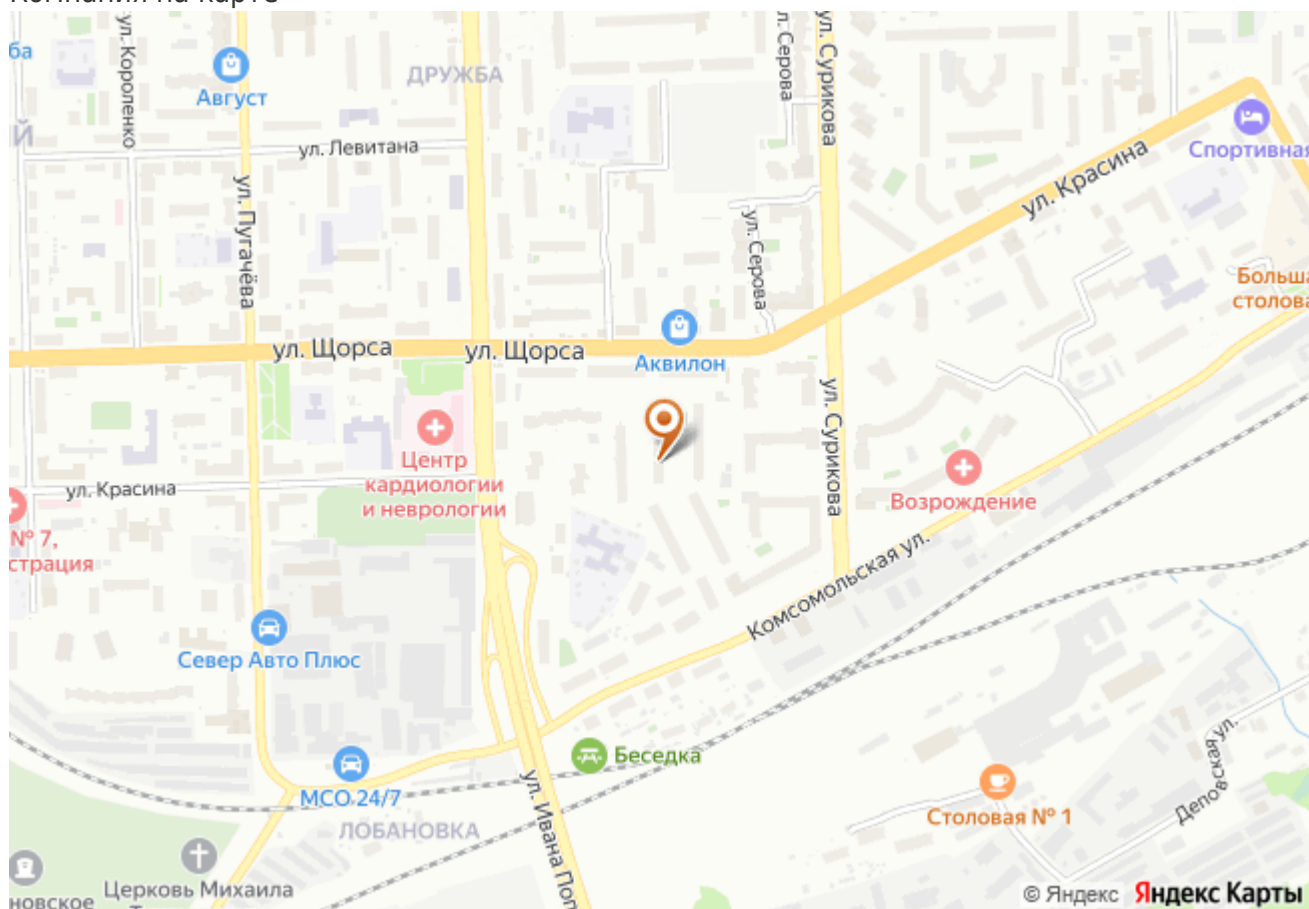 Компания на карте
ба
ул. Короленко
Август
ДРУЖБА
л. Серова
ул. Сурикова
Й
ул. Левитана
Спортивная
ул. Красина
ул. Пугачёва
ул. Серова
Больша
столова
ул. Щорса
ул. Щорса
Аквилон
ул. Сурикова
Центр
кардиологии
и неврологии
ул. Красина
Возрождение
№ 7,
страция
Комсомольская ул.
Север Авто Плюс
Беседка
МСО 24/7
ул. Ивана Поп
Деповская ул.
Столовая № 1
ЛОБАНОВКА
Церковь Михаила
новское
© Яндекс Яндекс Карты